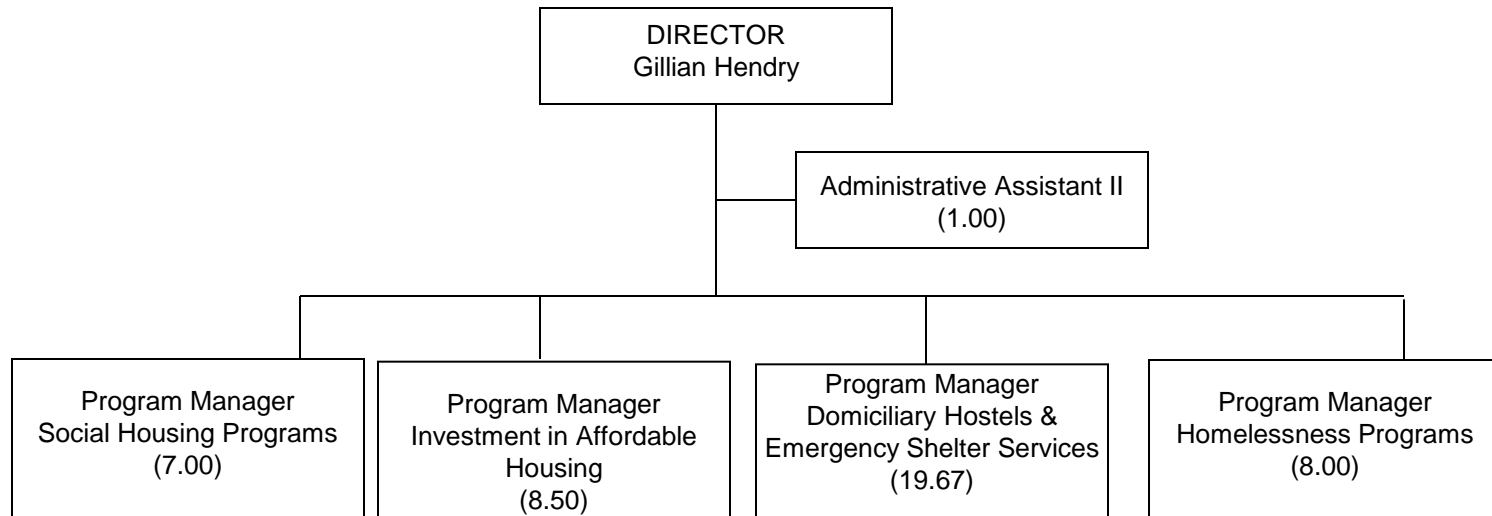 DIRECTOR
Gillian Hendry
Administrative Assistant II
(1.00)
Program Manager
Social Housing Programs
(7.00)
Program Manager
Investment in Affordable
Housing
(8.50)
Program Manager
Domiciliary Hostels &
Emergency Shelter Services
(19.67)
Program Manager
Homelessness Programs
(8.00)